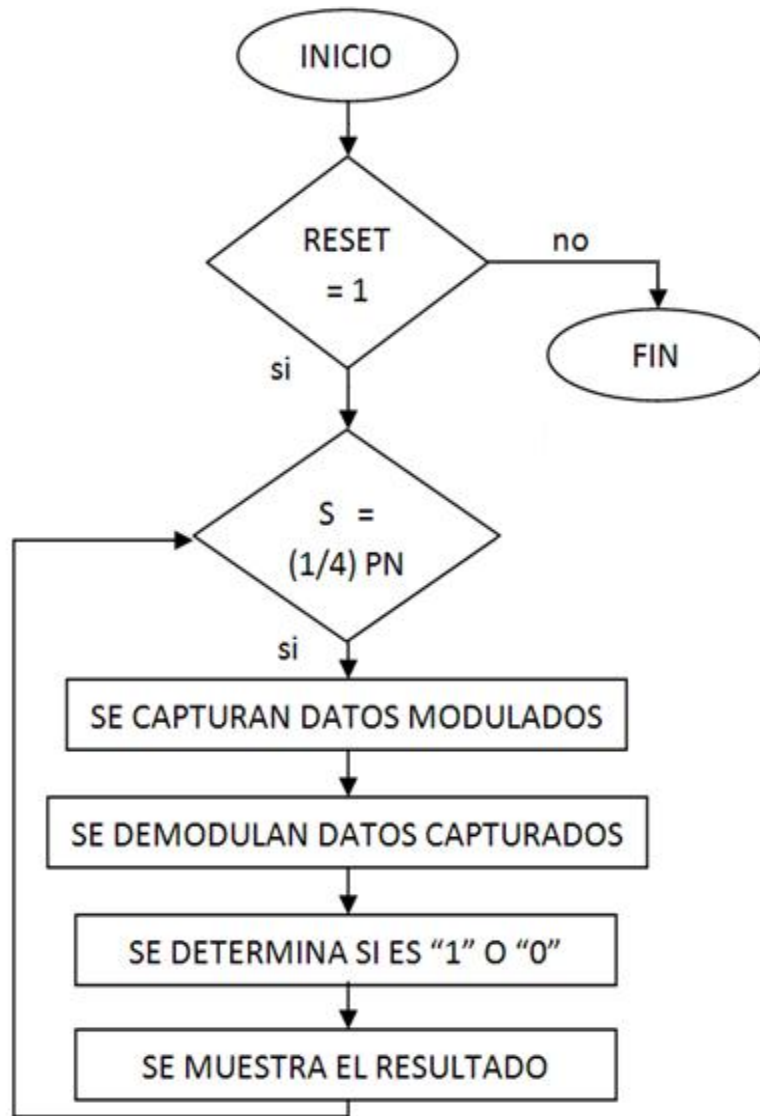 INICIO
RESET
= 1
no
FIN
si
S =
(1/4) PN
si
SE CAPTURAN DATOS MODULADOS
SE DEMODULAN DATOS CAPTURADOS
SE DETERMINA SI ES “1” O “0”
SE MUESTRA EL RESULTADO